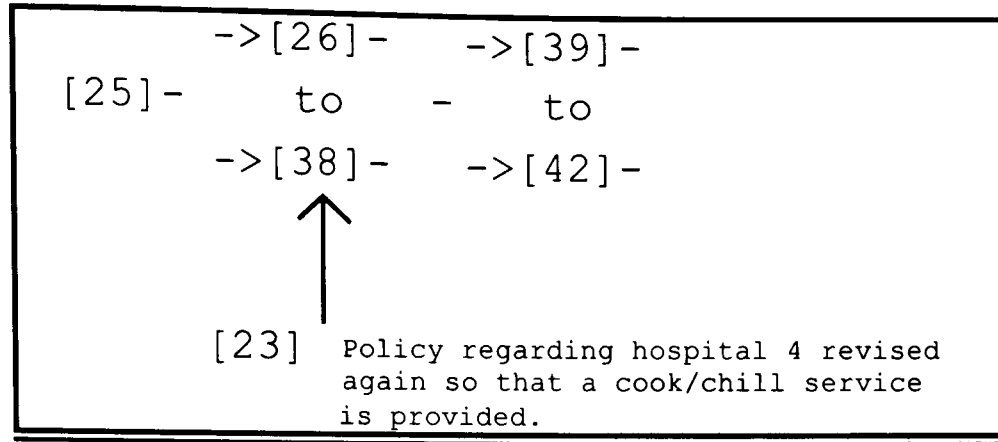 ->[26]- ->[39]-
[25]- to - to
->[38]- ->[42]-
[23] Policy regarding hospital 4 revised
again so that a cook/chill service
is provided.